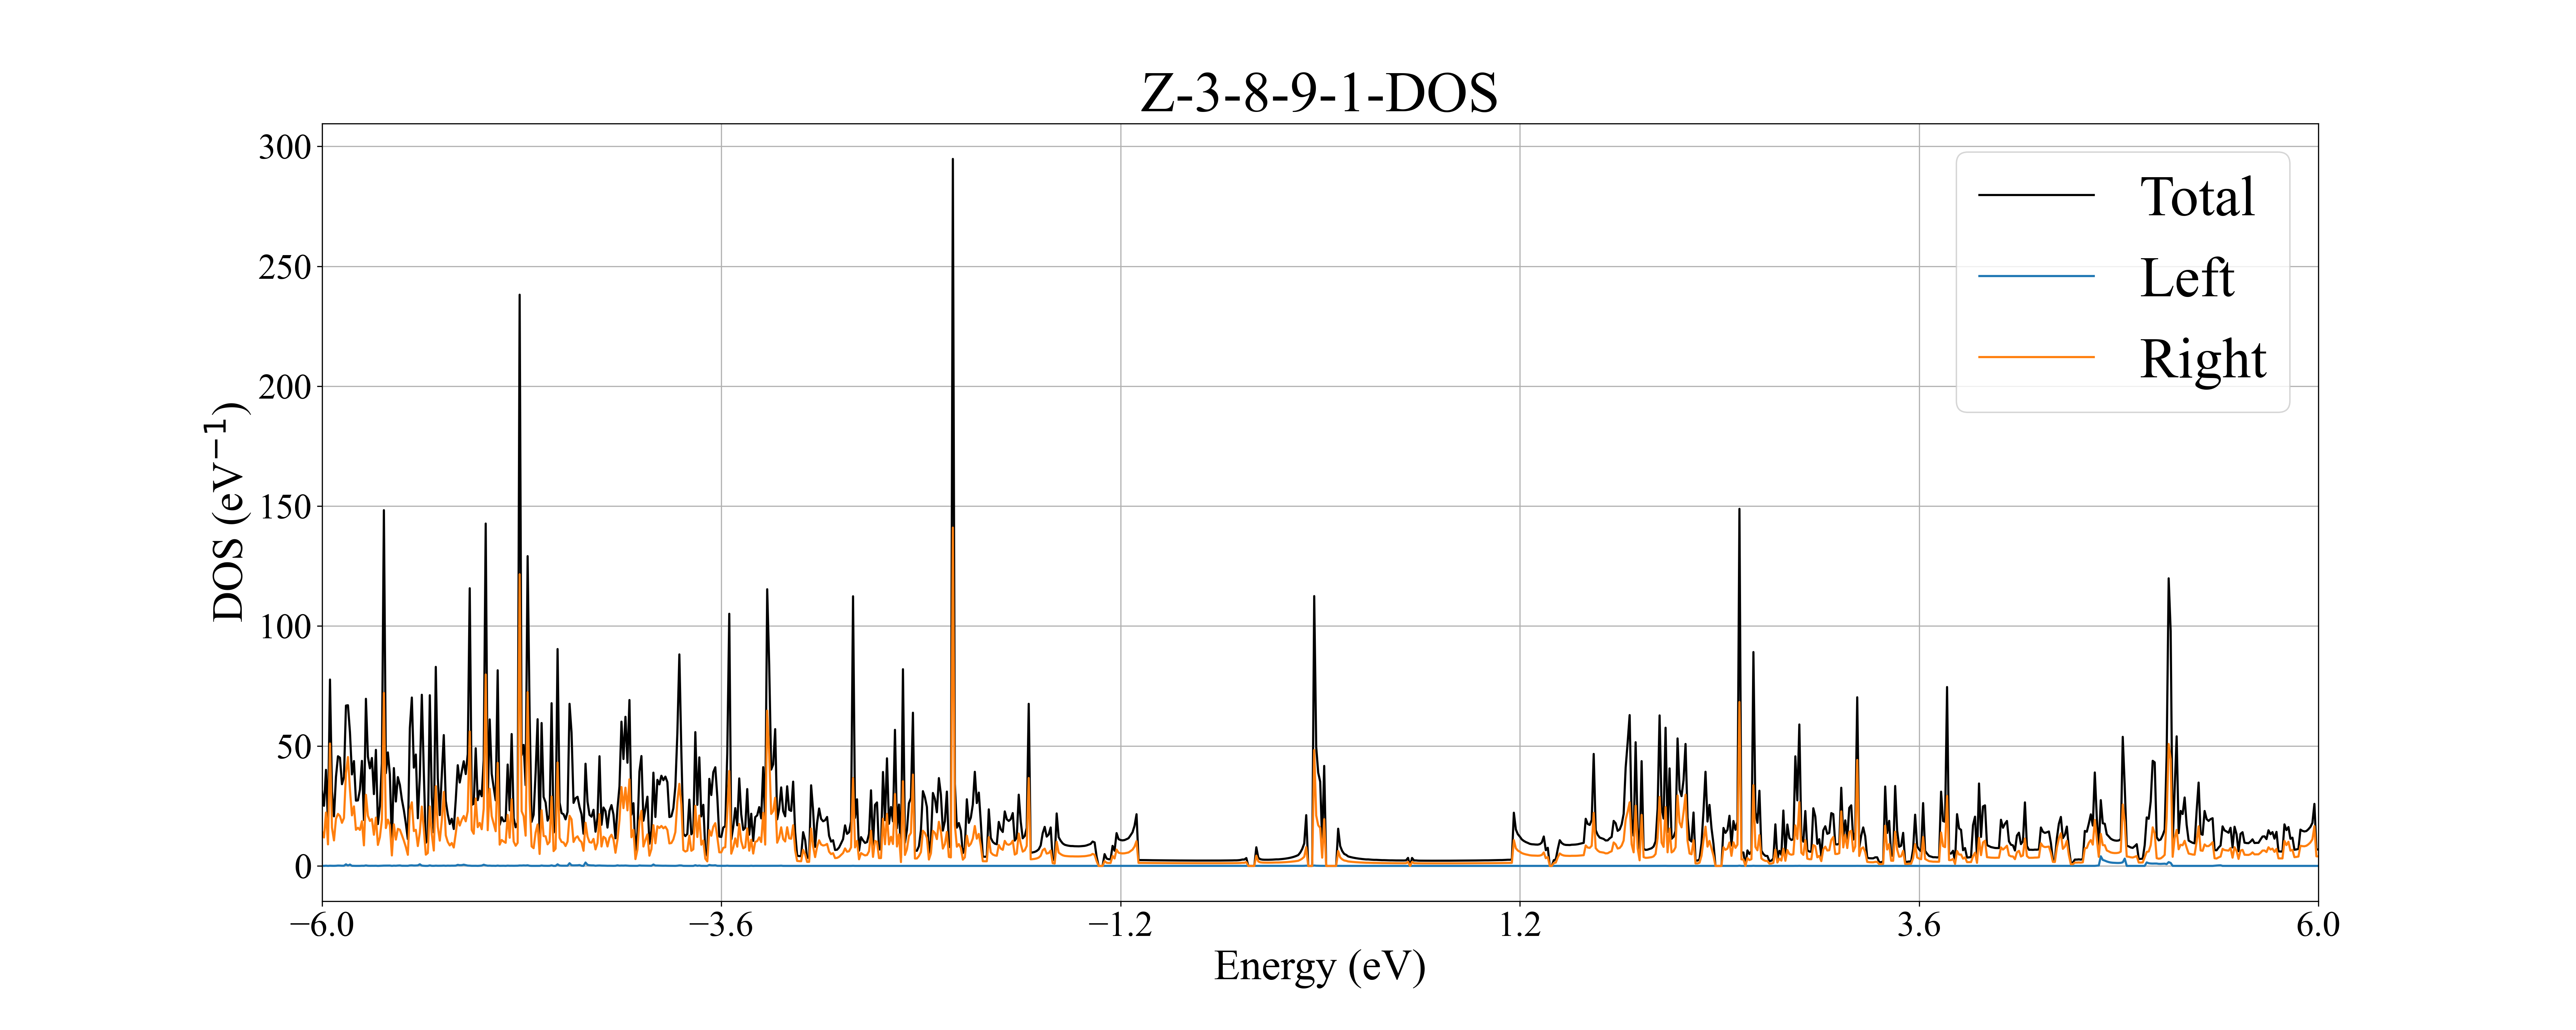 Z-3-8-9-1-DOS
300
250
200
150
100
50
0
DOS (eV⁻¹)
−6.0 −3.6 −1.2 1.2 3.6 6.0
Energy (eV)
Total
Left
Right